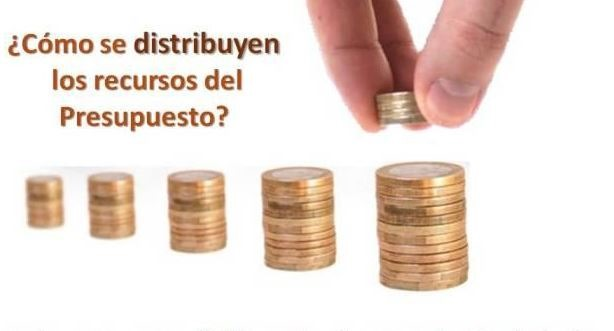 ¿Cómo se distribuyen
los recursos del
Presupuesto?